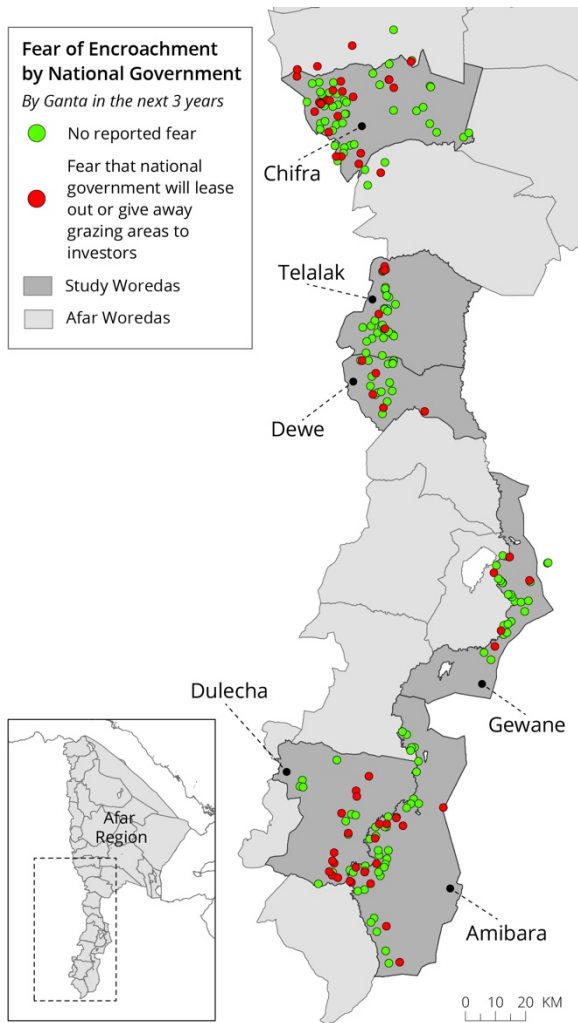 Fear of Encroachment
by National Government
By Ganta in the next 3 years
No reported fear
Fear that national
government will lease
out or give away
grazing areas to
investors
Study Woredas
Afar Woredas
Chifra
Telalak
Dewe
Dulecha
Gewane
Afar
Region
Amibara
0 10 20 KM